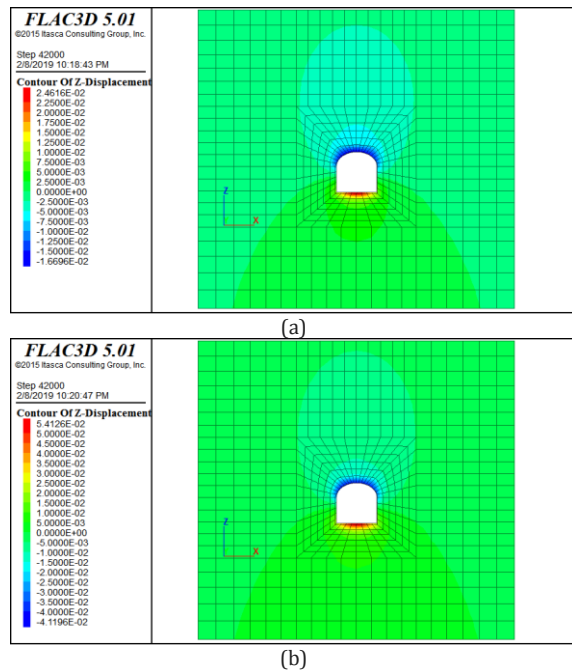 FLAC3D 5.01
©2015 Itasca Consulting Group, Inc.
Step 42000
2/8/2019 10:18:43 PM
Contour Of Z-Displacement
2.4616E-02
2.2500E-02
2.0000E-02
1.7500E-02
1.5000E-02
1.2500E-02
1.0000E-02
7.5000E-03
5.0000E-03
2.5000E-03
0.0000E+00
-2.5000E-03
-5.0000E-03
-7.5000E-03
-1.0000E-02
-1.2500E-02
-1.5000E-02
-1.6696E-02
Z
X
(a)
FLAC3D 5.01
©2015 Itasca Consulting Group, Inc.
Step 42000
2/8/2019 10:20:47 PM
Contour Of Z-Displacement
5.4126E-02
5.0000E-02
4.5000E-02
4.0000E-02
3.5000E-02
3.0000E-02
2.5000E-02
2.0000E-02
1.5000E-02
1.0000E-02
5.0000E-03
0.0000E+00
-5.0000E-03
-1.0000E-02
-1.5000E-02
-2.0000E-02
-2.5000E-02
-3.0000E-02
-3.5000E-02
-4.0000E-02
-4.1196E-02
Z
X
(b)